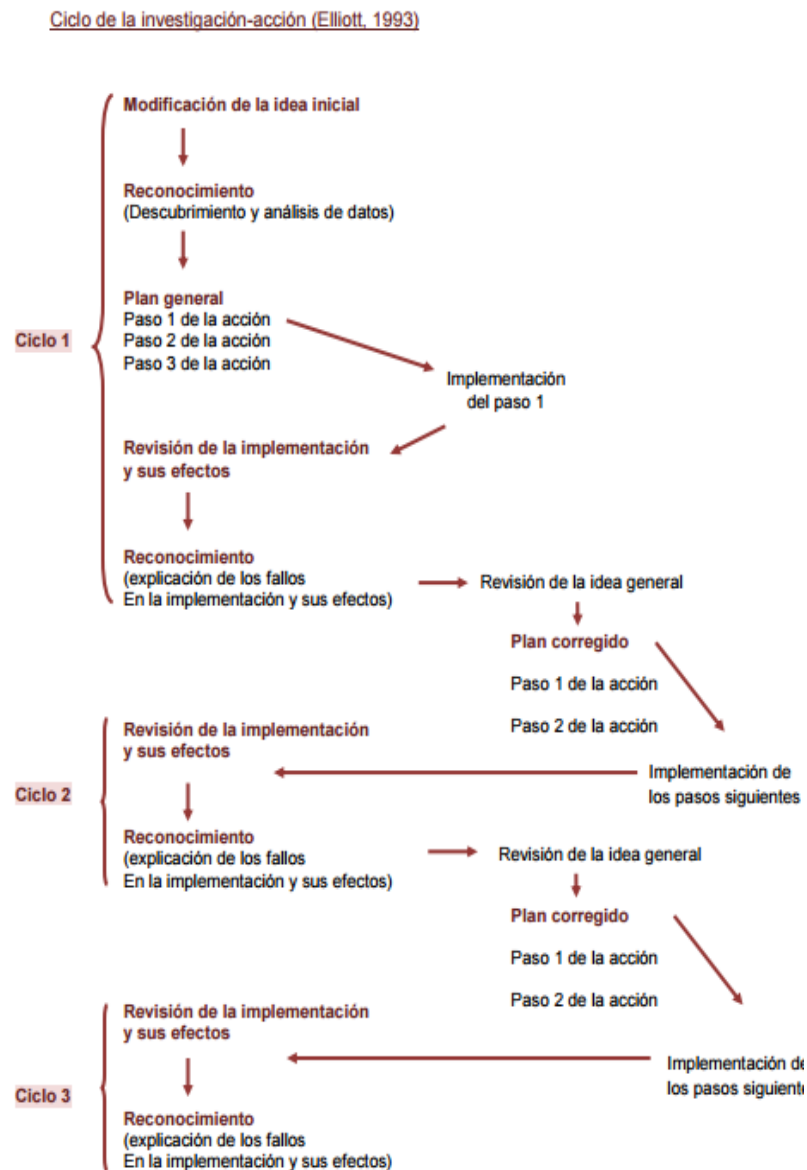 Ciclo de la investigación-acción (Elliott, 1993)
Modificación de la idea inicial
Reconocimiento
(Descubrimiento y análisis de datos)
Plan general
Paso 1 de la acción
Paso 2 de la acción
Paso 3 de la acción
Ciclo 1
Implementación
del paso 1
Revisión de la implementación
y sus efectos
Reconocimiento
(explicación de los fallos
En la implementación y sus efectos)
Revisión de la idea general
Plan corregido
Paso 1 de la acción
Paso 2 de la acción
Revisión de la implementación
y sus efectos
Implementación de
los pasos siguientes
Ciclo 2
Reconocimiento
(explicación de los fallos
En la implementación y sus efectos)
Revisión de la idea general
Plan corregido
Paso 1 de la acción
Paso 2 de la acción
Revisión de la implementación
y sus efectos
Implementación de
los pasos siguiente
Ciclo 3
Reconocimiento
(explicación de los fallos
En la implementación y sus efectos)